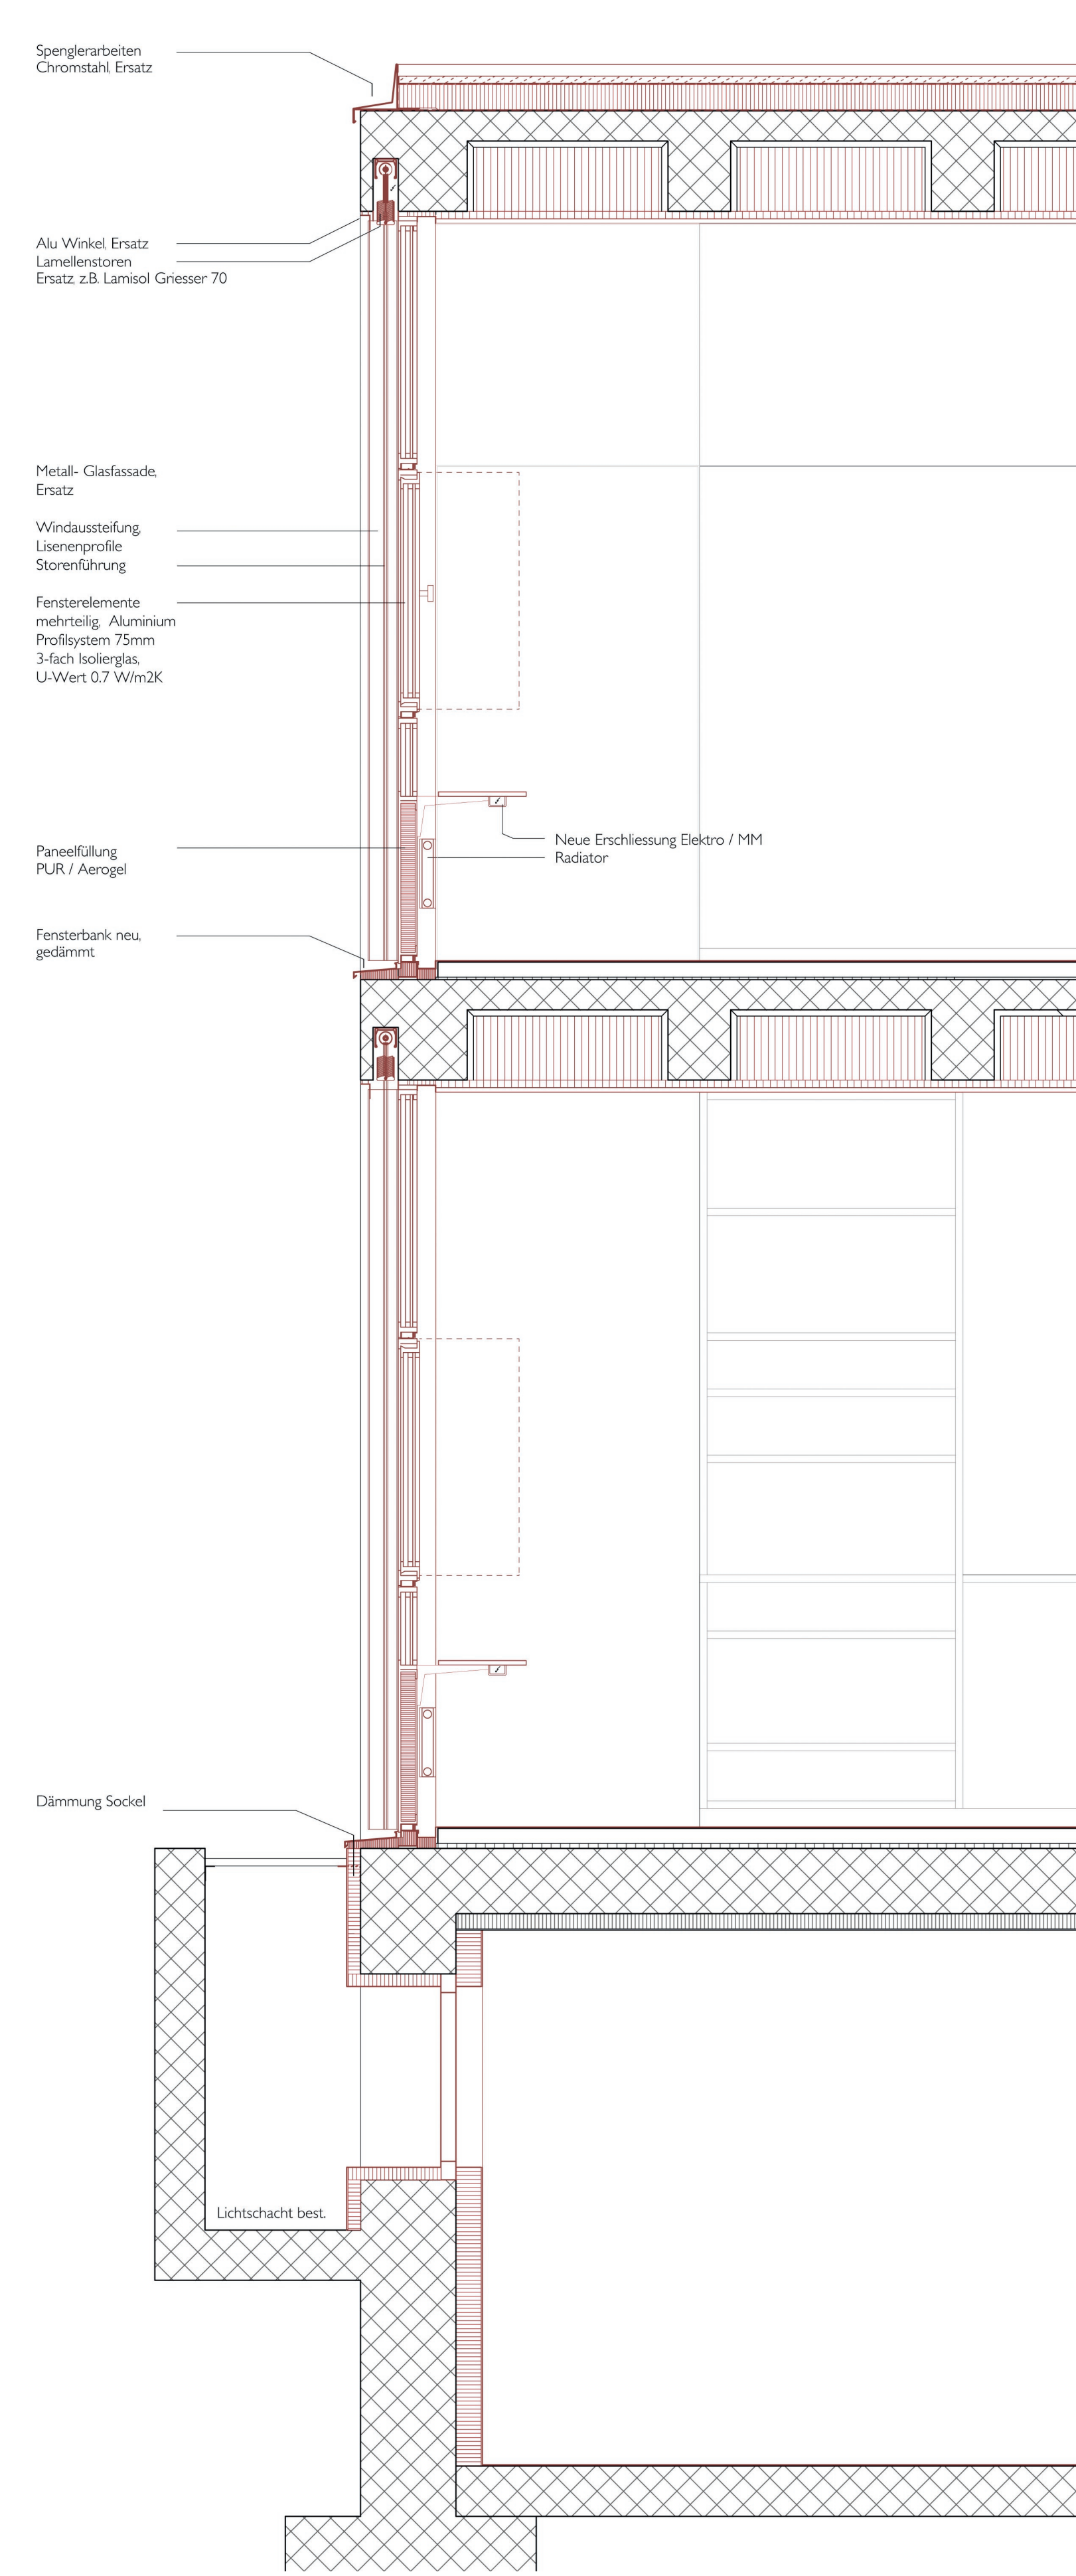 Spenglerarbeiten
Chromstahl, Ersatz
Alu Winkel, Ersatz
Lamellenstoren
Ersatz, z.B. Lamisol Griesser 70
Metall- Glasfassade,
Ersatz
Windaussteifung,
Lisenenprofile
Storenführung
Fensterelemente
mehrteilig, Aluminium
Profilsystem 75mm
3-fach Isolierglas,
U-Wert 0.7 W/m2K
Neue Erschliessung Elektro / MM
Radiator
Paneelfüllung
PUR / Aerogel
Fensterbank neu,
gedämmt
Dämmung Sockel
Lichtschacht best.